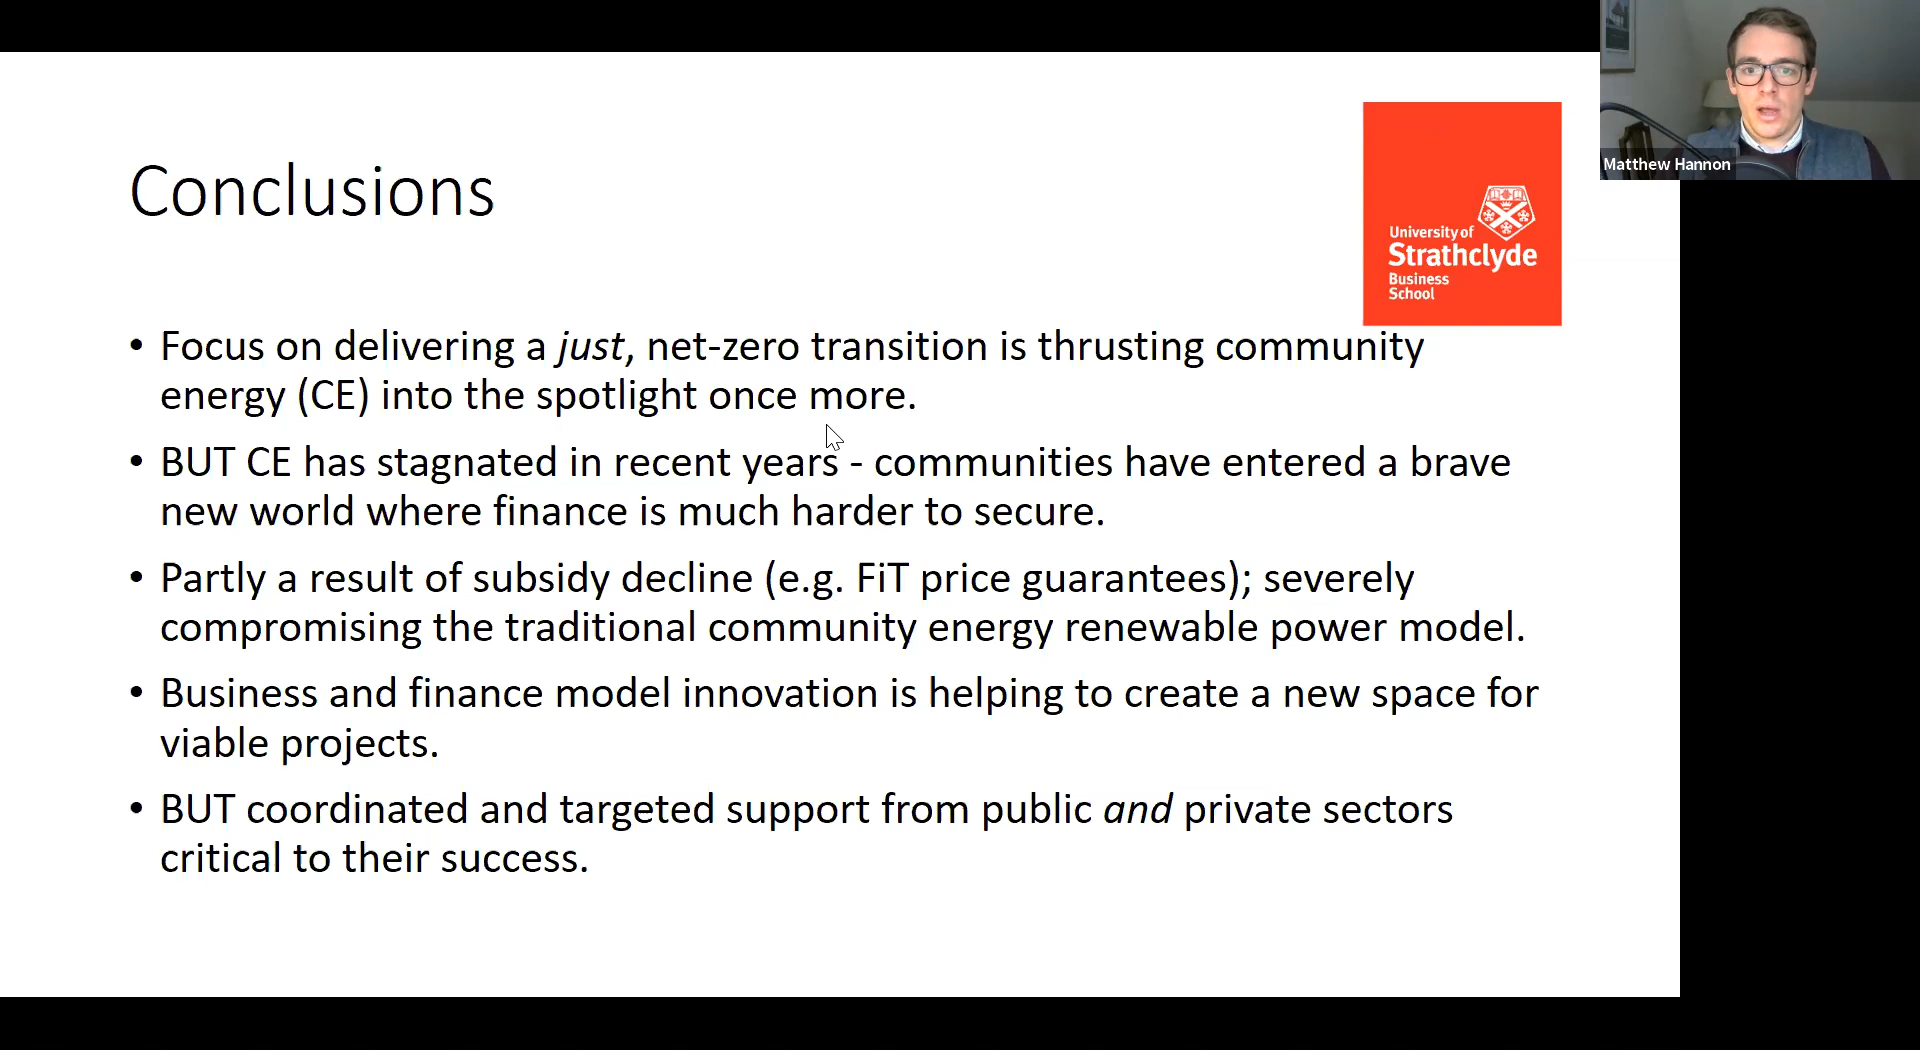 Conclusions
University of
Strathclyde
Business
School
• Focus on delivering a just, net-zero transition is thrusting community
energy (CE) into the spotlight once more.
• BUT CE has stagnated in recent years - communities have entered a brave
new world where finance is much harder to secure.
• Partly a result of subsidy decline (e.g. FiT price guarantees); severely
compromising the traditional community energy renewable power model.
• Business and finance model innovation is helping to create a new space for
viable projects.
• BUT coordinated and targeted support from public and private sectors
critical to their success.
Matthew Hannon